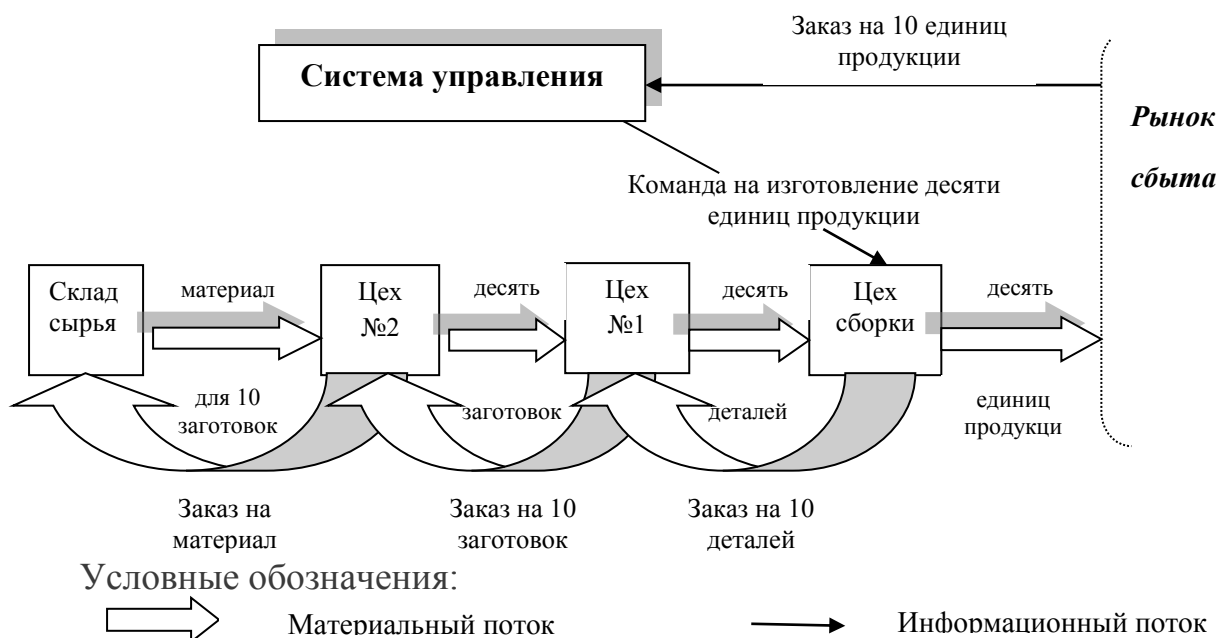 Заказ на 10 единиц
продукции
Система управления
Рынок
сбыта
Команда на изготовление десяти
единиц продукции
Склад
сырья
материал
Цех
№2
десять
Цех
№1
десять
Цех
сборки
десять
для 10
заготовок
заготовок
деталей
единиц
продукци
Заказ на
материал
Заказ на 10
заготовок
Заказ на 10
деталей
Условные обозначения:
Материальный поток
Информационный поток